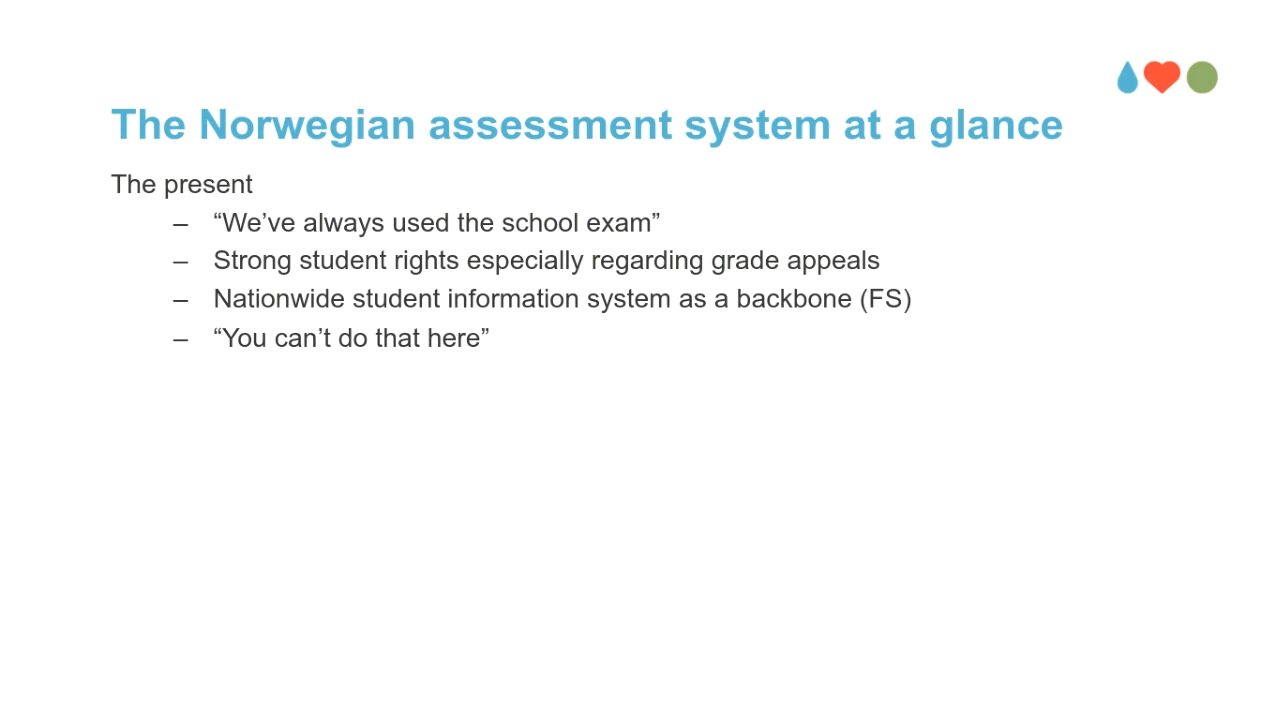 The Norwegian assessment system at a glance
The present
– “We’ve always used the school exam”
– Strong student rights especially regarding grade appeals
– Nationwide student information system as a backbone (FS)
– “You can’t do that here”